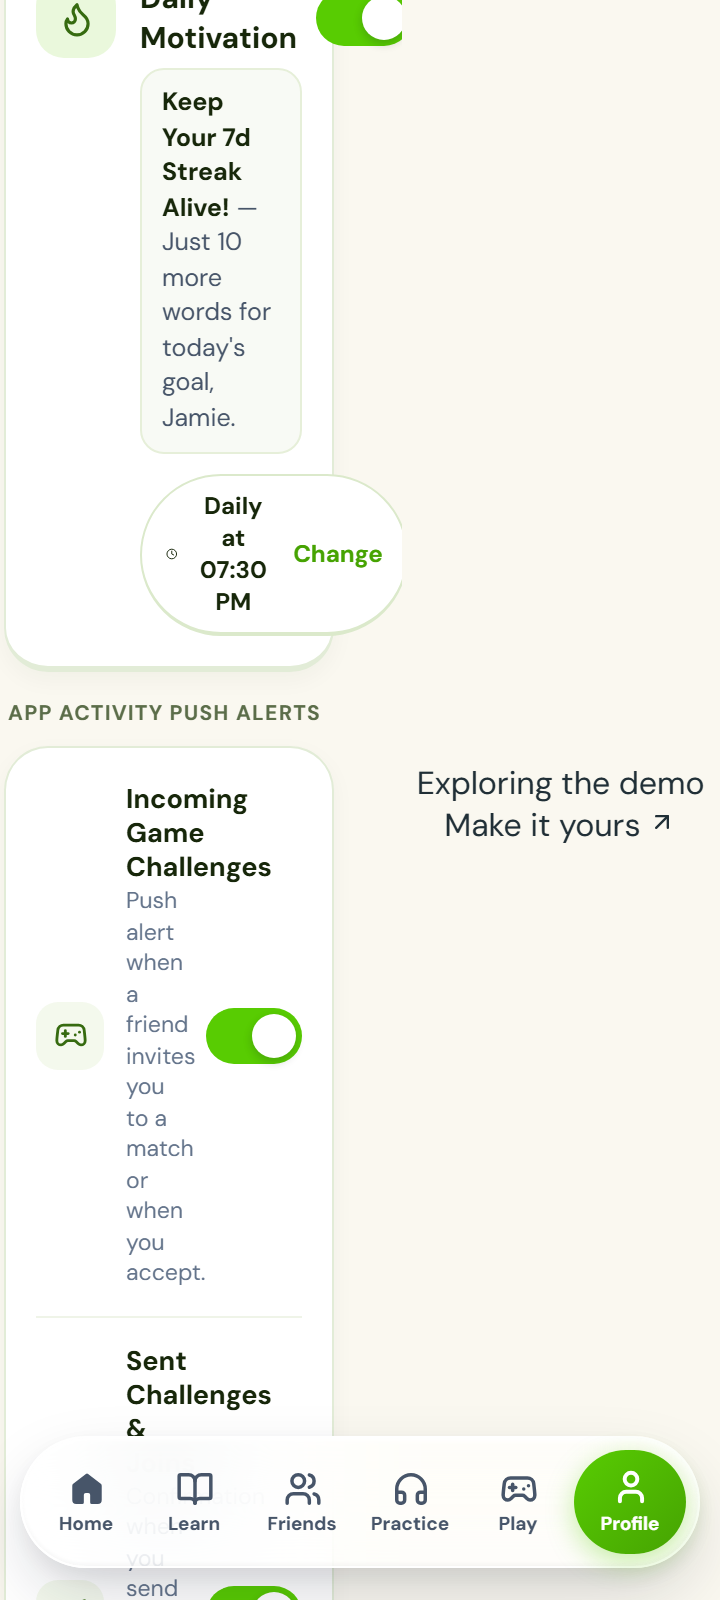 Daily
Motivation
Keep
Your 7d
Streak
Alive! —
Just 10
more
words for
today's
goal,
Jamie.
Daily
at
07:30
PM
Change
APP ACTIVITY PUSH ALERTS
Incoming
Game
Challenges
Push
alert
when
a
friend
invites
you
to a
match
or
when
you
accept.
Exploring the demo
Make it yours
Sent
Challenges
&
when
you
send
Home
Learn
Friends
Practice
Play
Profile